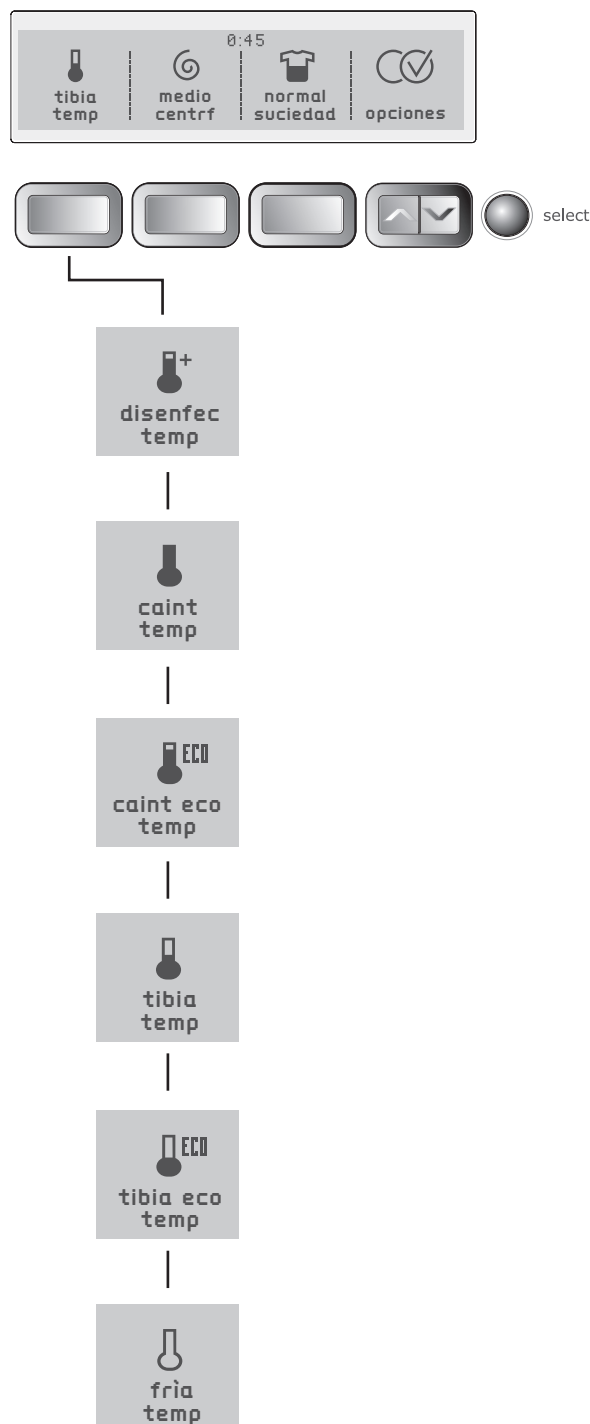 0:45
tibia temp
medio centrf
normal suciedad
opciones
select
disenfec
temp
+
caint
temp
ECO
caint eco
temp
tibia
temp
ECO
tibia eco
temp
frìa
temp